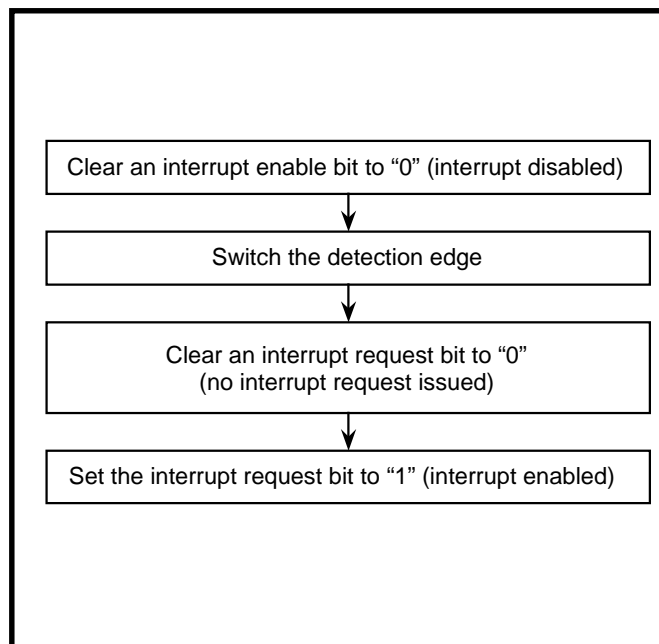 Clear an interrupt enable bit to “0” (interrupt disabled)
Switch the detection edge
Clear an interrupt request bit to “0”
(no interrupt request issued)
Set the interrupt request bit to “1” (interrupt enabled)